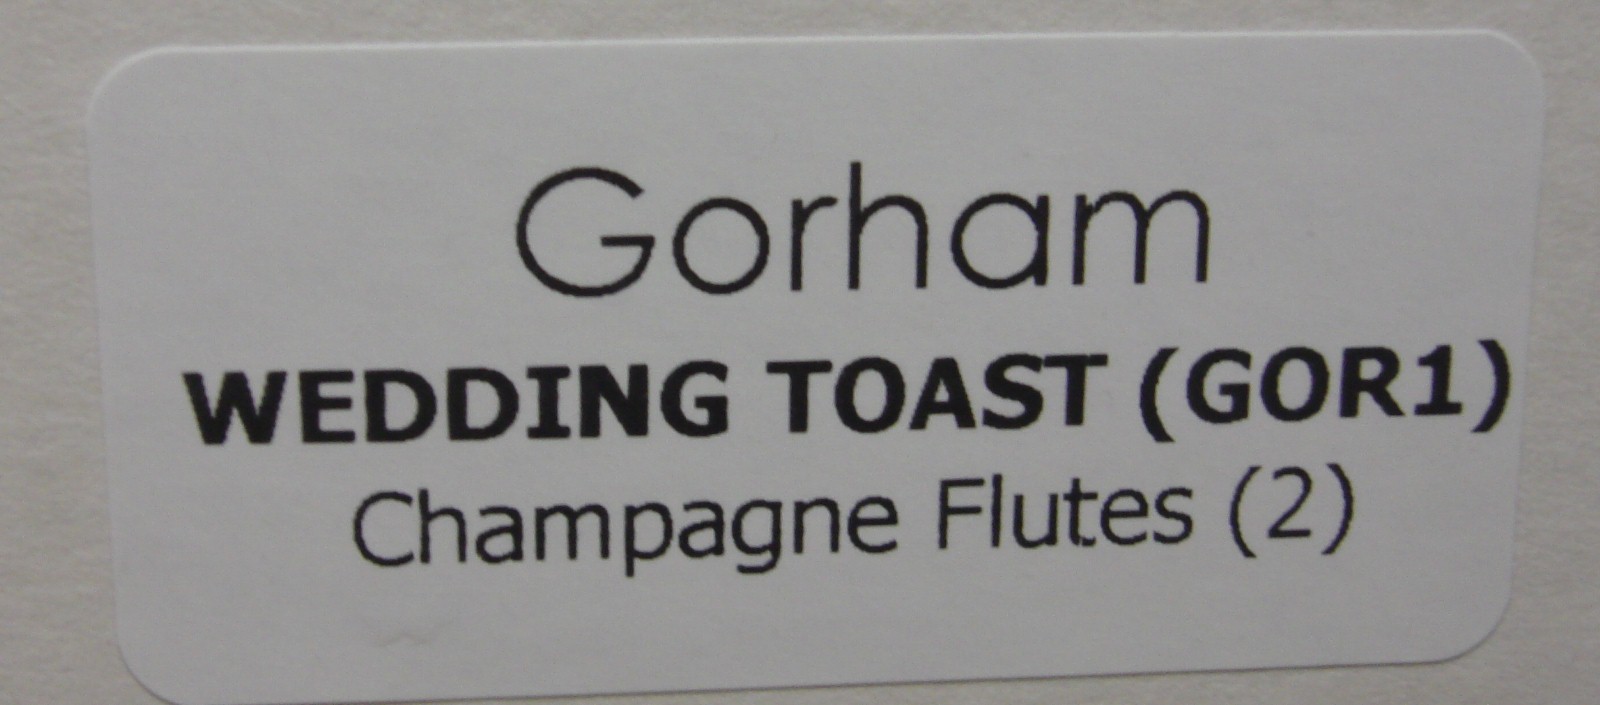 Gorham
WEDDING TOAST (GOR1)
Champagne Flutes (2)